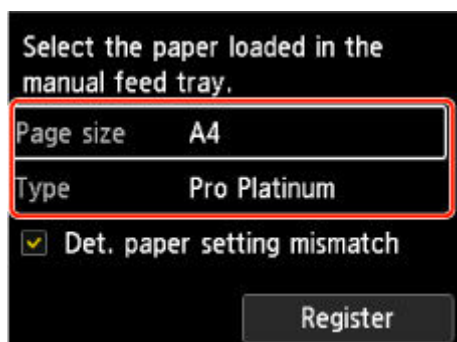 Select the paper loaded in the
manual feed tray.
Page size A4
Type Pro Platinum
Det. paper setting mismatch
Register